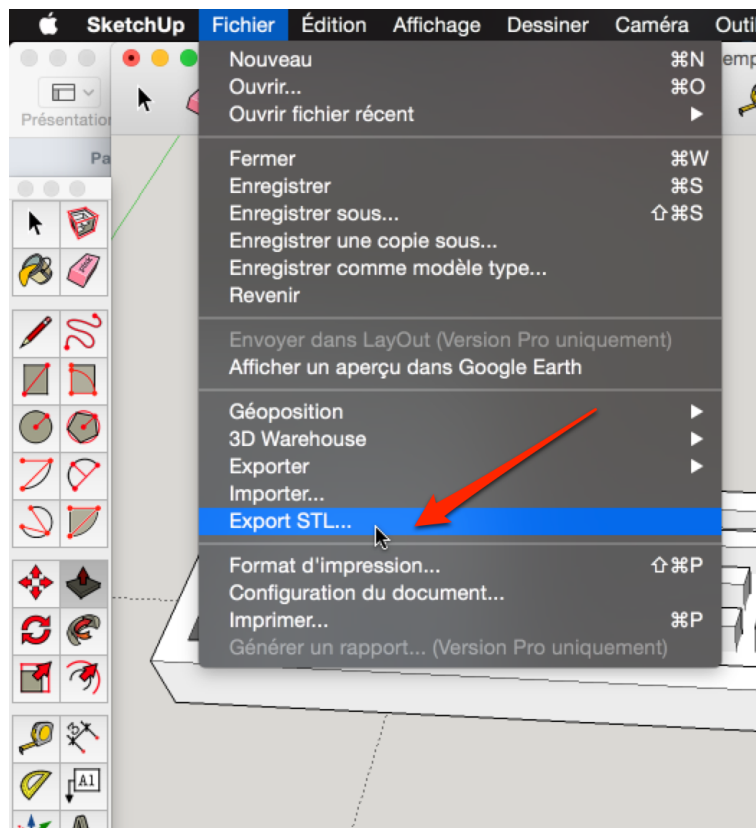 SketchUp Fichier Édition Affichage Dessiner Caméra Outi
Nouveau ⌘N
Ouvrir... ⌘O
Ouvrir fichier récent ▶
Fermer ⌘W
Enregistrer ⌘S
Enregistrer sous... ⇧⌘S
Enregistrer une copie sous...
Enregistrer comme modèle type...
Revenir
Envoyer dans LayOut (Version Pro uniquement)
Afficher un aperçu dans Google Earth
Géoposition ▶
3D Warehouse ▶
Exporter ▶
Importer...
Export STL...
Format d'impression... ⇧⌘P
Configuration du document...
Imprimer... ⌘P
Générer un rapport... (Version Pro uniquement)
emp
Présentation
Pa
A1